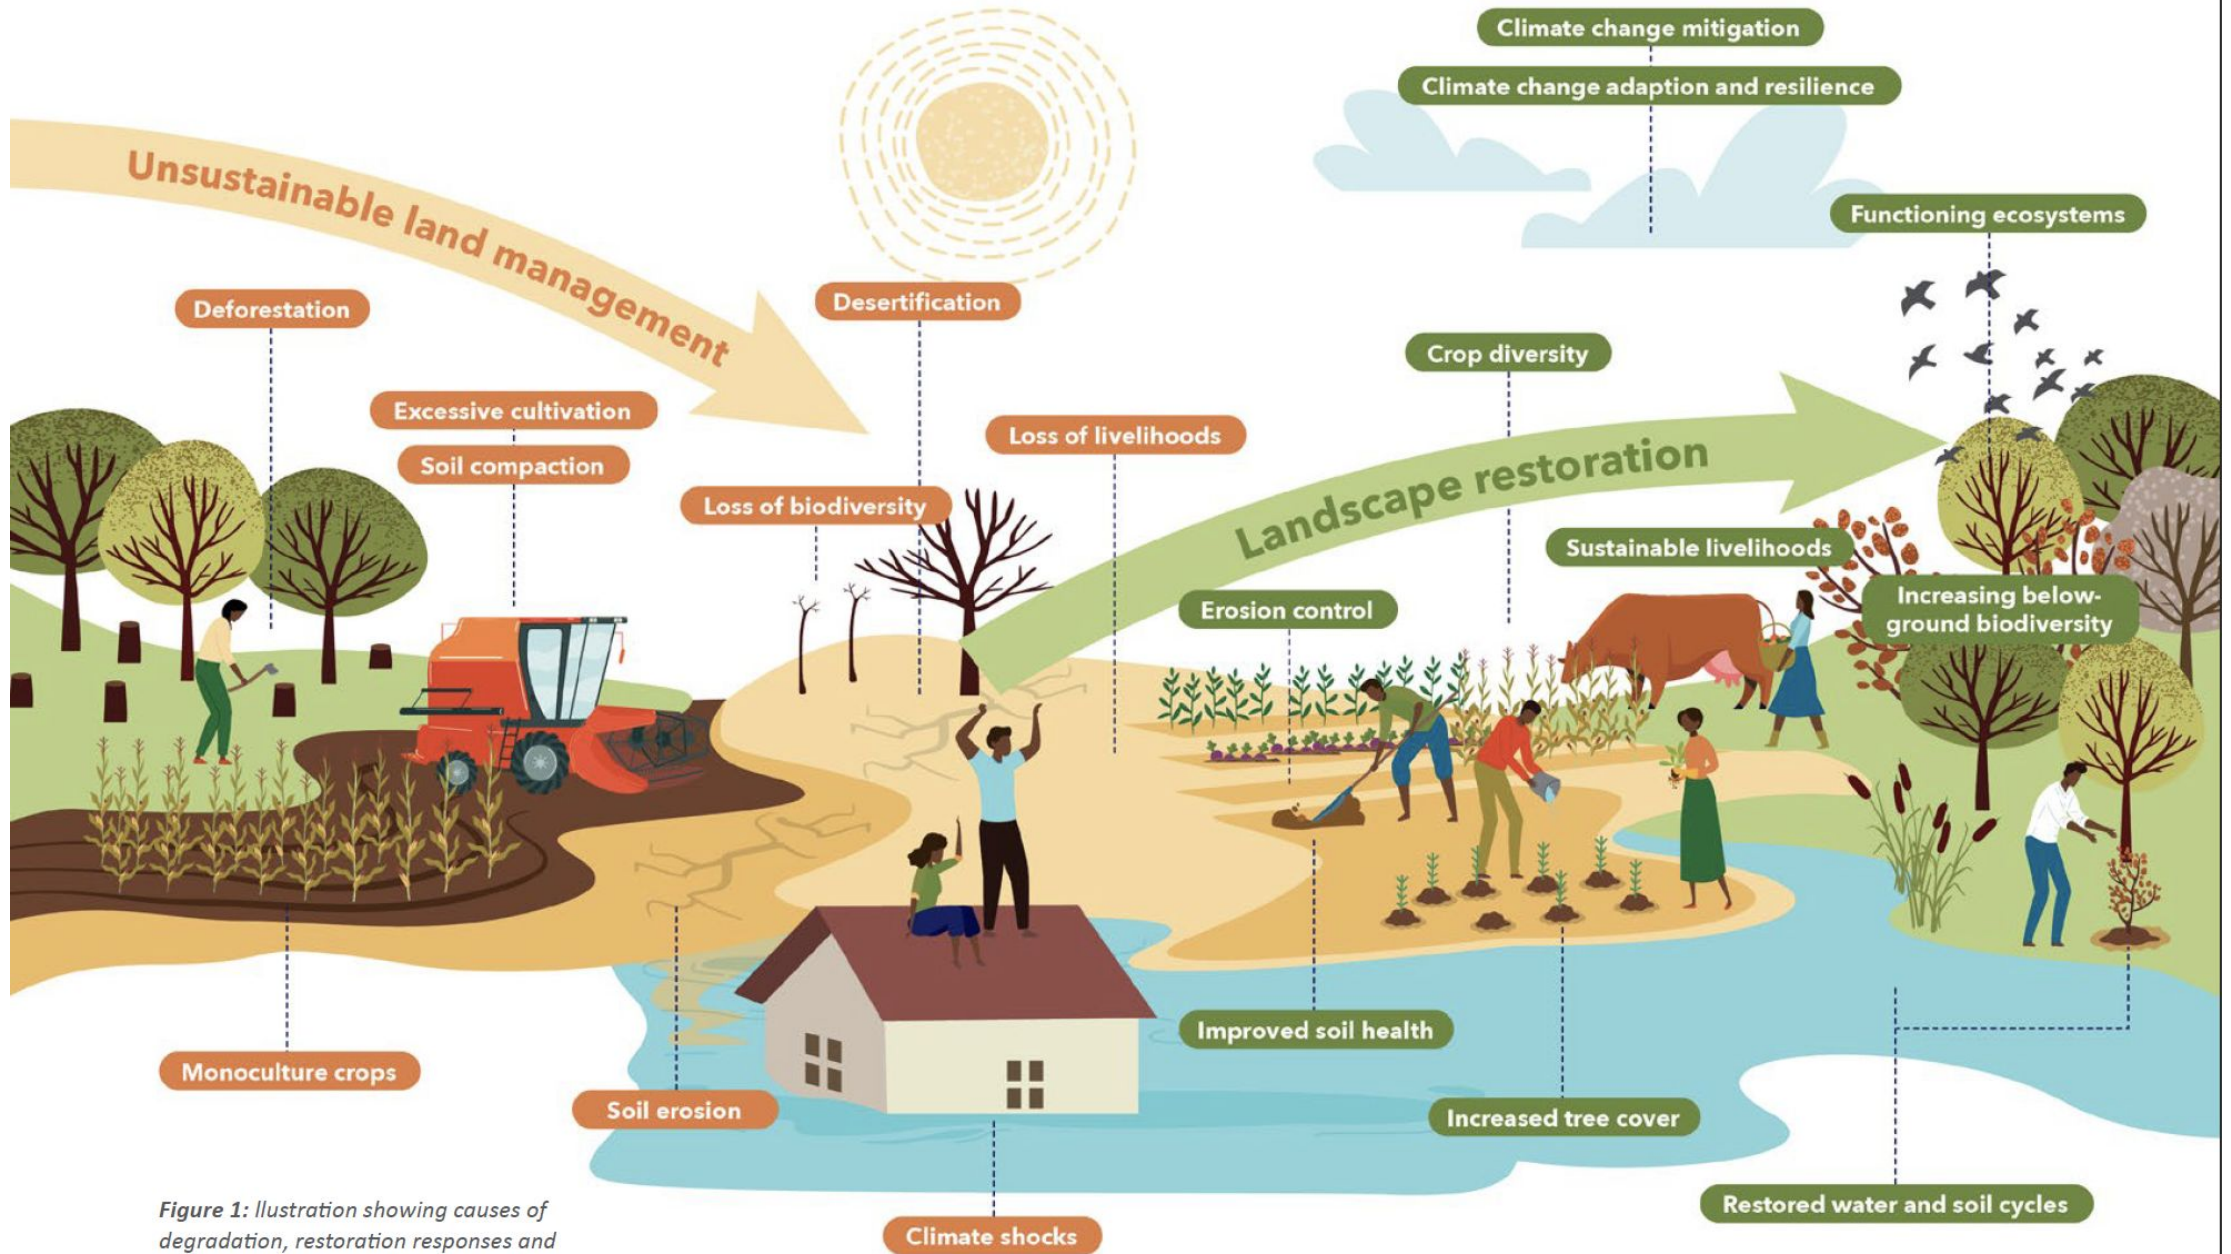 Climate change mitigation
Climate change adaption and resilience
Unsustainable land management
Functioning ecosystems
Deforestation
Desertification
Crop diversity
Excessive cultivation
Loss of livelihoods
Soil compaction
Landscape restoration
Loss of biodiversity
Sustainable livelihoods
Erosion control
Increasing below-
ground biodiversity
Improved soil health
Monoculture crops
Soil erosion
Increased tree cover
Restored water and soil cycles
Climate shocks
Figure 1: llustration showing causes of
degradation, restoration responses and